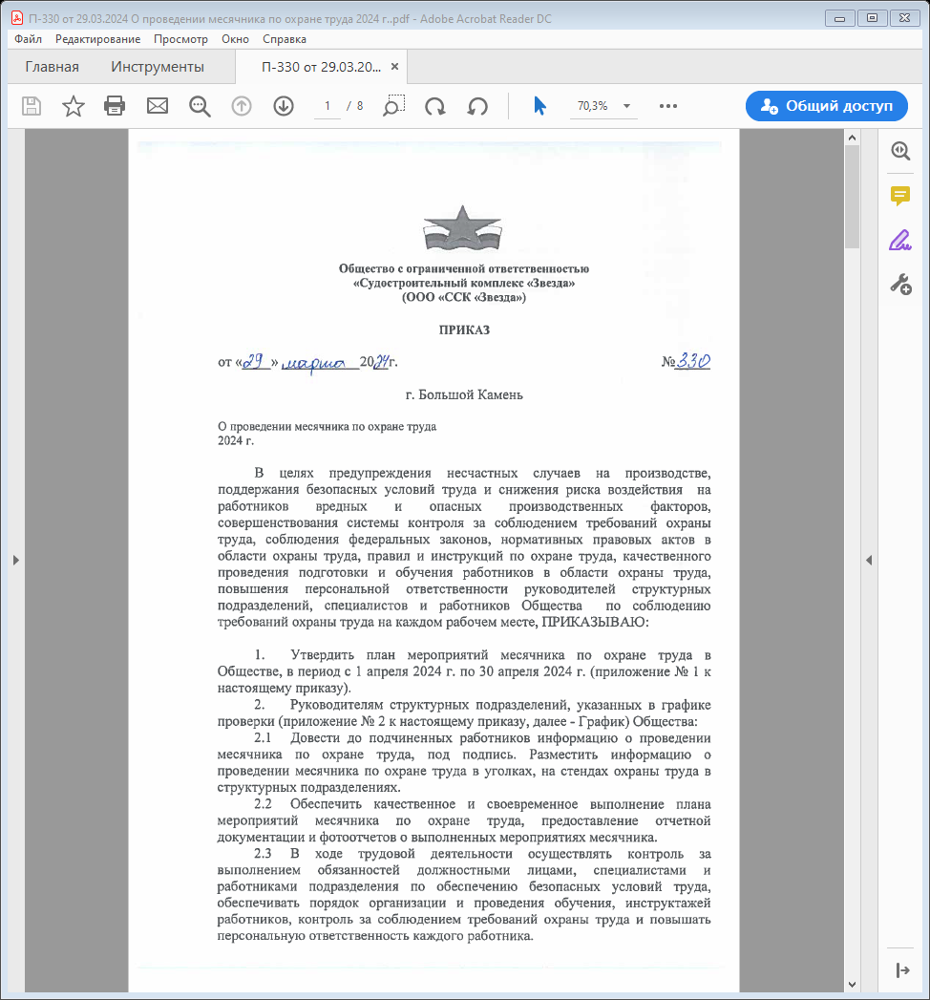 П-330 от 29.03.2024 О проведении месячника по охране труда 2024 г..pdf - Adobe Acrobat Reader DC
Файл Редактирование Просмотр Окно Справка
Главная Инструменты П-330 от 29.03.20... ×
1 / 8 70,3% Общий доступ
Общество с ограниченной ответственностью
«Судостроительный комплекс «Звезда»
(ООО «ССК «Звезда»)
ПРИКАЗ
от «29» марта 2024г. №330
г. Большой Камень
О проведении месячника по охране труда
2024 г.
В целях предупреждения несчастных случаев на производстве,
поддержания безопасных условий труда и снижения риска воздействия на
работников вредных и опасных производственных факторов,
совершенствования системы контроля за соблюдением требований охраны
труда, соблюдения федеральных законов, нормативных правовых актов в
области охраны труда, правил и инструкций по охране труда, качественного
проведения подготовки и обучения работников в области охраны труда,
повышения персональной ответственности руководителей структурных
подразделений, специалистов и работников Общества по соблюдению
требований охраны труда на каждом рабочем месте, ПРИКАЗЫВАЮ:
1. Утвердить план мероприятий месячника по охране труда в
Обществе, в период с 1 апреля 2024 г. по 30 апреля 2024 г. (приложение № 1 к
настоящему приказу).
2. Руководителям структурных подразделений, указанных в графике
проверки (приложение № 2 к настоящему приказу, далее - График) Общества:
2.1 Довести до подчиненных работников информацию о проведении
месячника по охране труда, под подпись. Разместить информацию о
проведении месячника по охране труда в уголках, на стендах охраны труда в
структурных подразделениях.
2.2 Обеспечить качественное и своевременное выполнение плана
мероприятий месячника по охране труда, предоставление отчетной
документации и фотоотчетов о выполненных мероприятиях месячника.
2.3 В ходе трудовой деятельности осуществлять контроль за
выполнением обязанностей должностными лицами, специалистами и
работниками подразделения по обеспечению безопасных условий труда,
обеспечивать порядок организации и проведения обучения, инструктажей
работников, контроль за соблюдением требований охраны труда и повышать
персональную ответственность каждого работника.